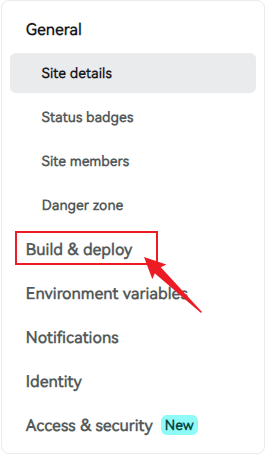 General
Site details
Status badges
Site members
Danger zone
Build & deploy
Environment variables
Notifications
Identity
Access & security New